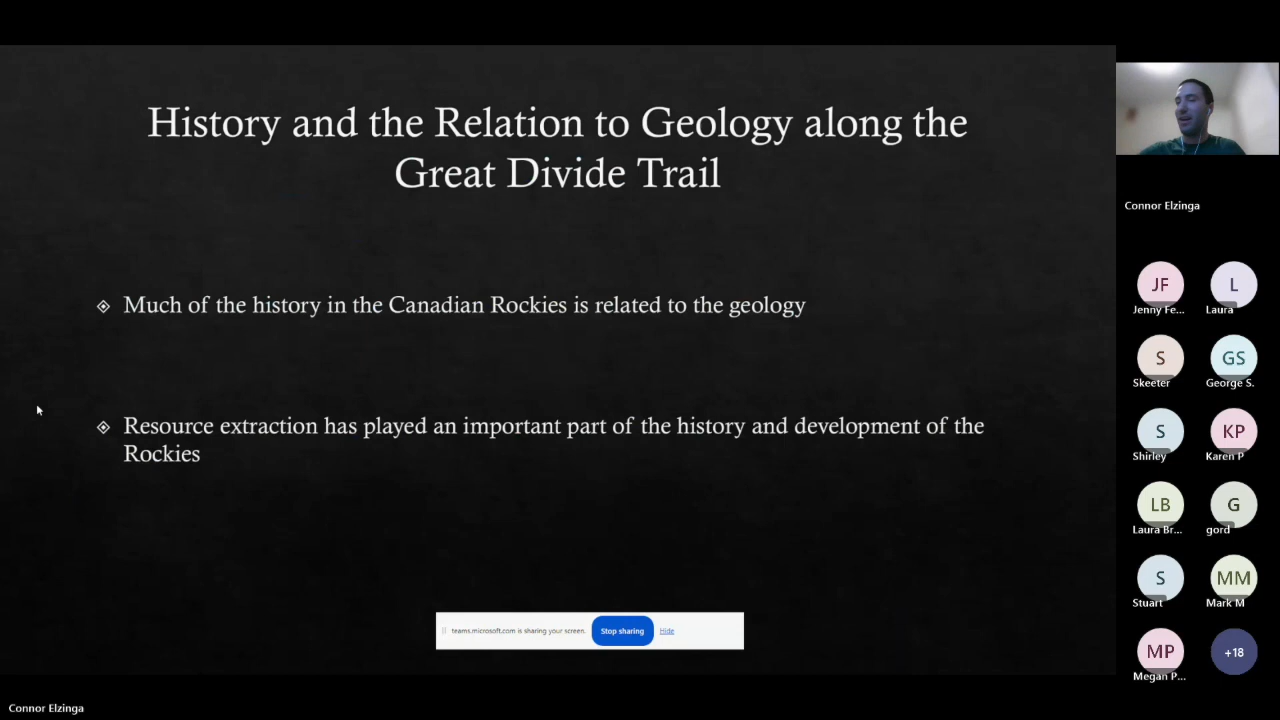 History and the Relation to Geology along the
Great Divide Trail
Much of the history in the Canadian Rockies is related to the geology
Resource extraction has played an important part of the history and development of the
Rockies
teams.microsoft.com is sharing your screen. Stop sharing Hide
Connor Elzinga
JF L
Jenny Fe... Laura
S GS
Skeeter George S.
S KP
Shirley Karen P
LB G
Laura Br... gord
S MM
Stuart Mark M
MP +18
Megan P...
Connor Elzinga